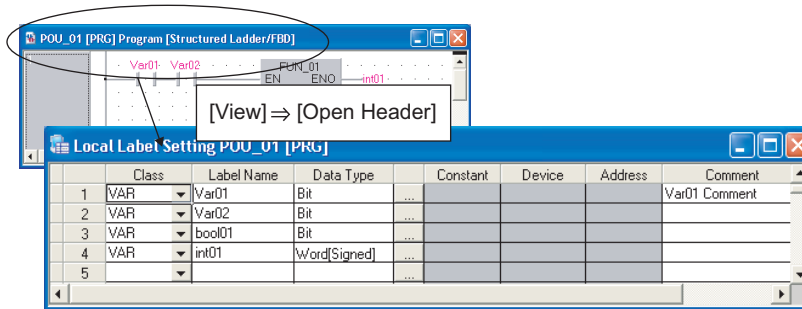 POU_01 [PRG] Program [Structured Ladder/FBD]
Var01 Var02 FUN_01
EN ENO int01
[View] ⇒ [Open Header]
Local Label Setting POU_01 [PRG]
Class Label Name Data Type Constant Device Address Comment
1 VAR Var01 Bit ... Var01 Comment
2 VAR Var02 Bit ...
3 VAR bool01 Bit ...
4 VAR int01 Word[Signed] ...
5 ...